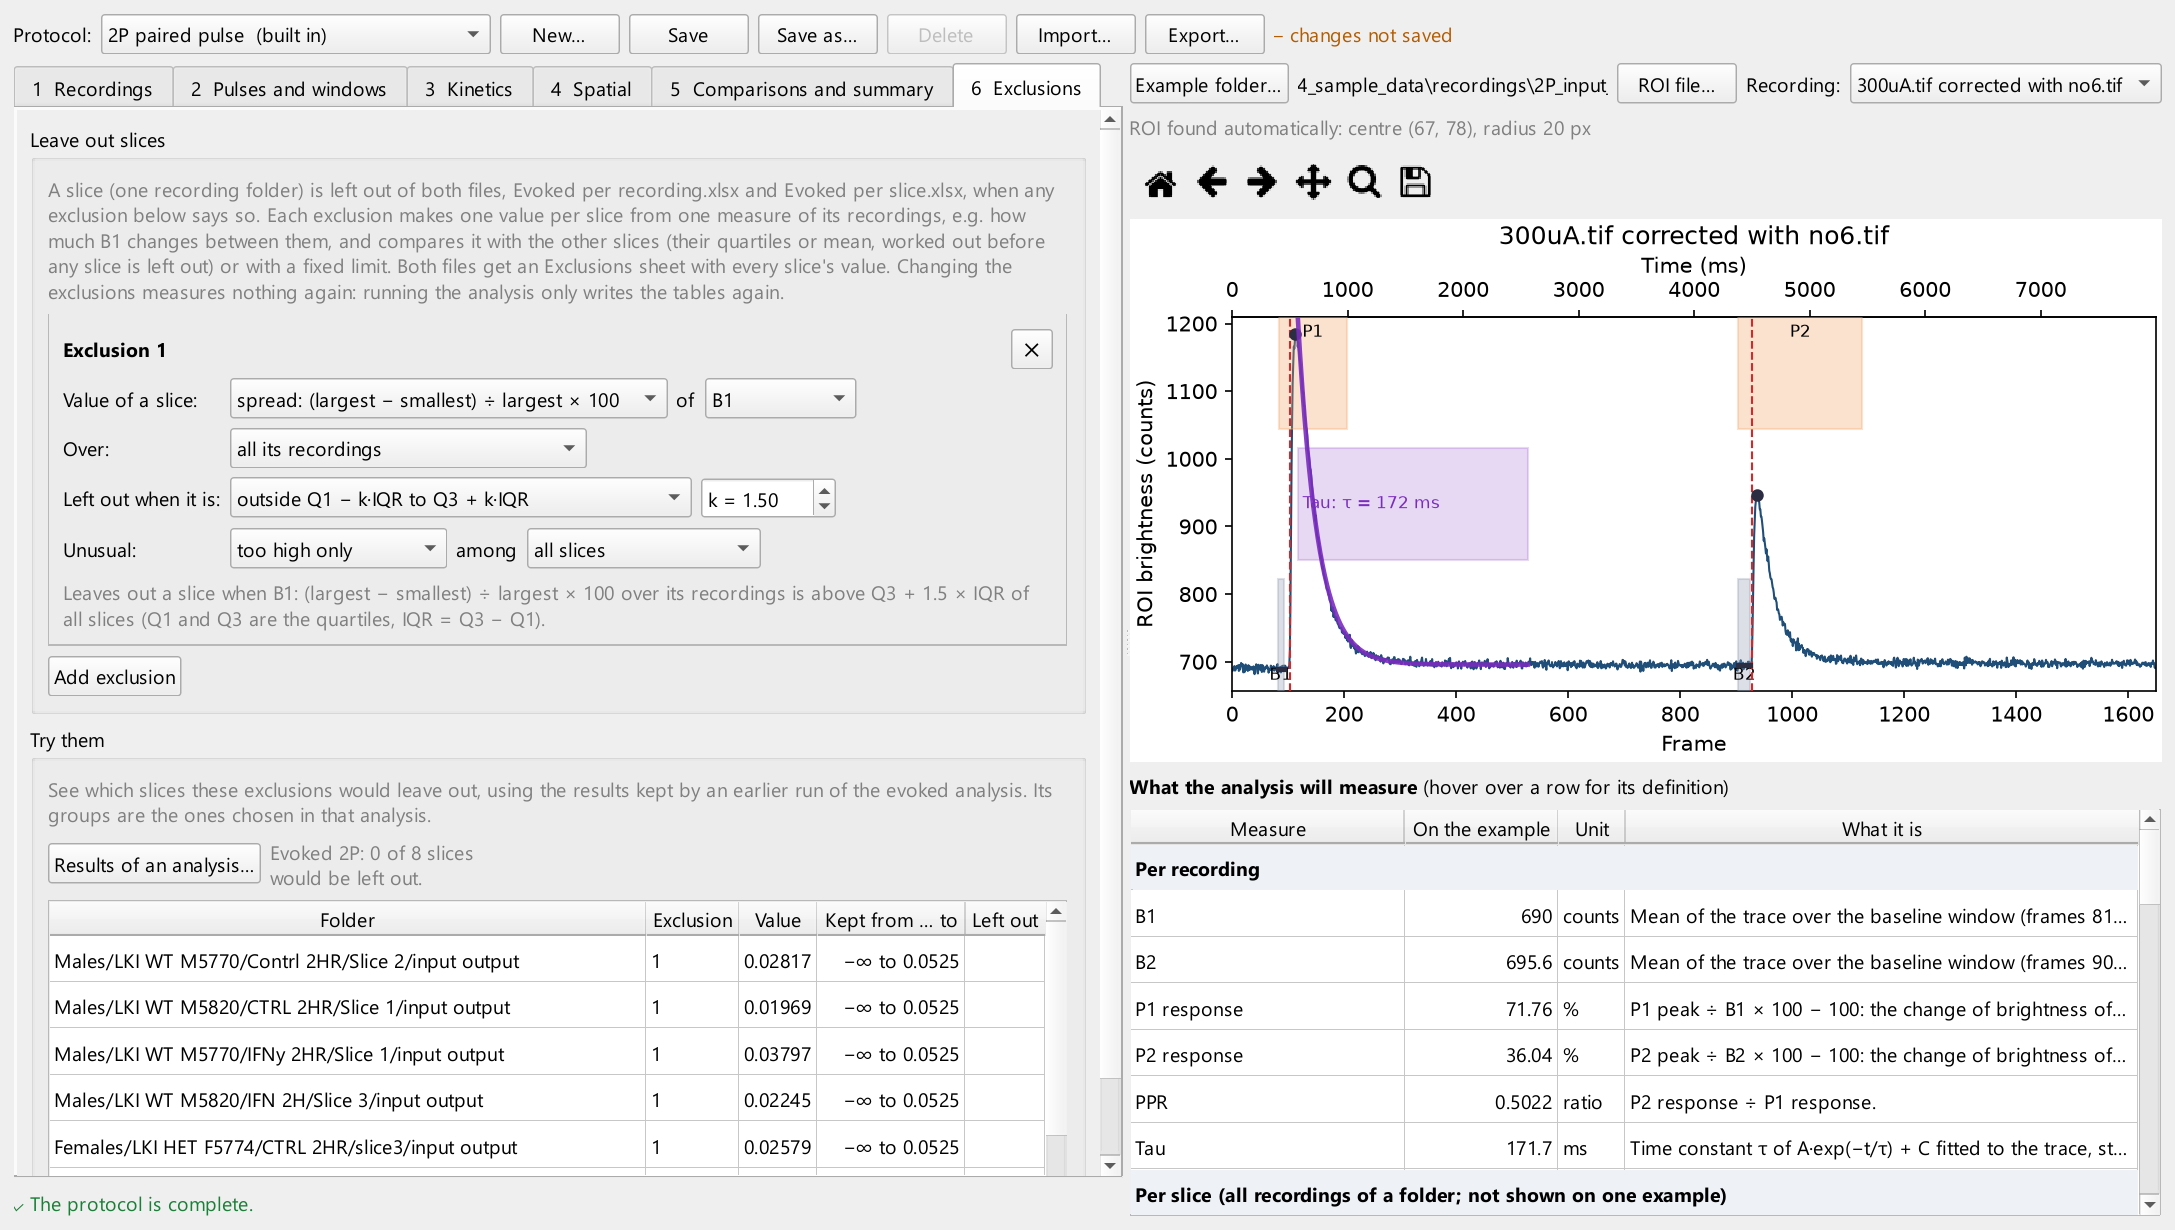 Protocol: 2P paired pulse (built in) New... Save Save as... Delete Import... Export... − changes not saved
1 Recordings 2 Pulses and windows 3 Kinetics 4 Spatial 5 Comparisons and summary 6 Exclusions
Leave out slices
A slice (one recording folder) is left out of both files, Evoked per recording.xlsx and Evoked per slice.xlsx, when any
exclusion below says so. Each exclusion makes one value per slice from one measure of its recordings, e.g. how
much B1 changes between them, and compares it with the other slices (their quartiles or mean, worked out before
any slice is left out) or with a fixed limit. Both files get an Exclusions sheet with every slice's value. Changing the
exclusions measures nothing again: running the analysis only writes the tables again.
Exclusion 1 ×
Value of a slice: spread: (largest − smallest) ÷ largest × 100 of B1
Over: all its recordings
Left out when it is: outside Q1 − k·IQR to Q3 + k·IQR k = 1.50
Unusual: too high only among all slices
Leaves out a slice when B1: (largest − smallest) ÷ largest × 100 over its recordings is above Q3 + 1.5 × IQR of
all slices (Q1 and Q3 are the quartiles, IQR = Q3 − Q1).
Add exclusion
Try them
See which slices these exclusions would leave out, using the results kept by an earlier run of the evoked analysis. Its
groups are the ones chosen in that analysis.
Results of an analysis... Evoked 2P: 0 of 8 slices
would be left out.
Folder Exclusion Value Kept from ... to Left out
Males/LKI WT M5770/Contrl 2HR/Slice 2/input output 1 0.02817 −∞ to 0.0525
Males/LKI WT M5820/CTRL 2HR/Slice 1/input output 1 0.01969 −∞ to 0.0525
Males/LKI WT M5770/IFNy 2HR/Slice 1/input output 1 0.03797 −∞ to 0.0525
Males/LKI WT M5820/IFN 2H/Slice 3/input output 1 0.02245 −∞ to 0.0525
Females/LKI HET F5774/CTRL 2HR/slice3/input output 1 0.02579 −∞ to 0.0525
✓ The protocol is complete.
Example folder... 4_sample_data\recordings\2P_input_ ROI file... Recording: 300uA.tif corrected with no6.tif
ROI found automatically: centre (67, 78), radius 20 px
300uA.tif corrected with no6.tif
Time (ms)
0 1000 2000 3000 4000 5000 6000 7000
ROI brightness (counts)
1200
1100
1000
900
800
700
P1 P2
Tau: τ = 172 ms
B1 B2
0 200 400 600 800 1000 1200 1400 1600
Frame
What the analysis will measure (hover over a row for its definition)
Measure On the example Unit What it is
Per recording
B1 690 counts Mean of the trace over the baseline window (frames 81...
B2 695.6 counts Mean of the trace over the baseline window (frames 90...
P1 response 71.76 % P1 peak ÷ B1 × 100 − 100: the change of brightness of...
P2 response 36.04 % P2 peak ÷ B2 × 100 − 100: the change of brightness of...
PPR 0.5022 ratio P2 response ÷ P1 response.
Tau 171.7 ms Time constant τ of A·exp(−t/τ) + C fitted to the trace, st...
Per slice (all recordings of a folder; not shown on one example)